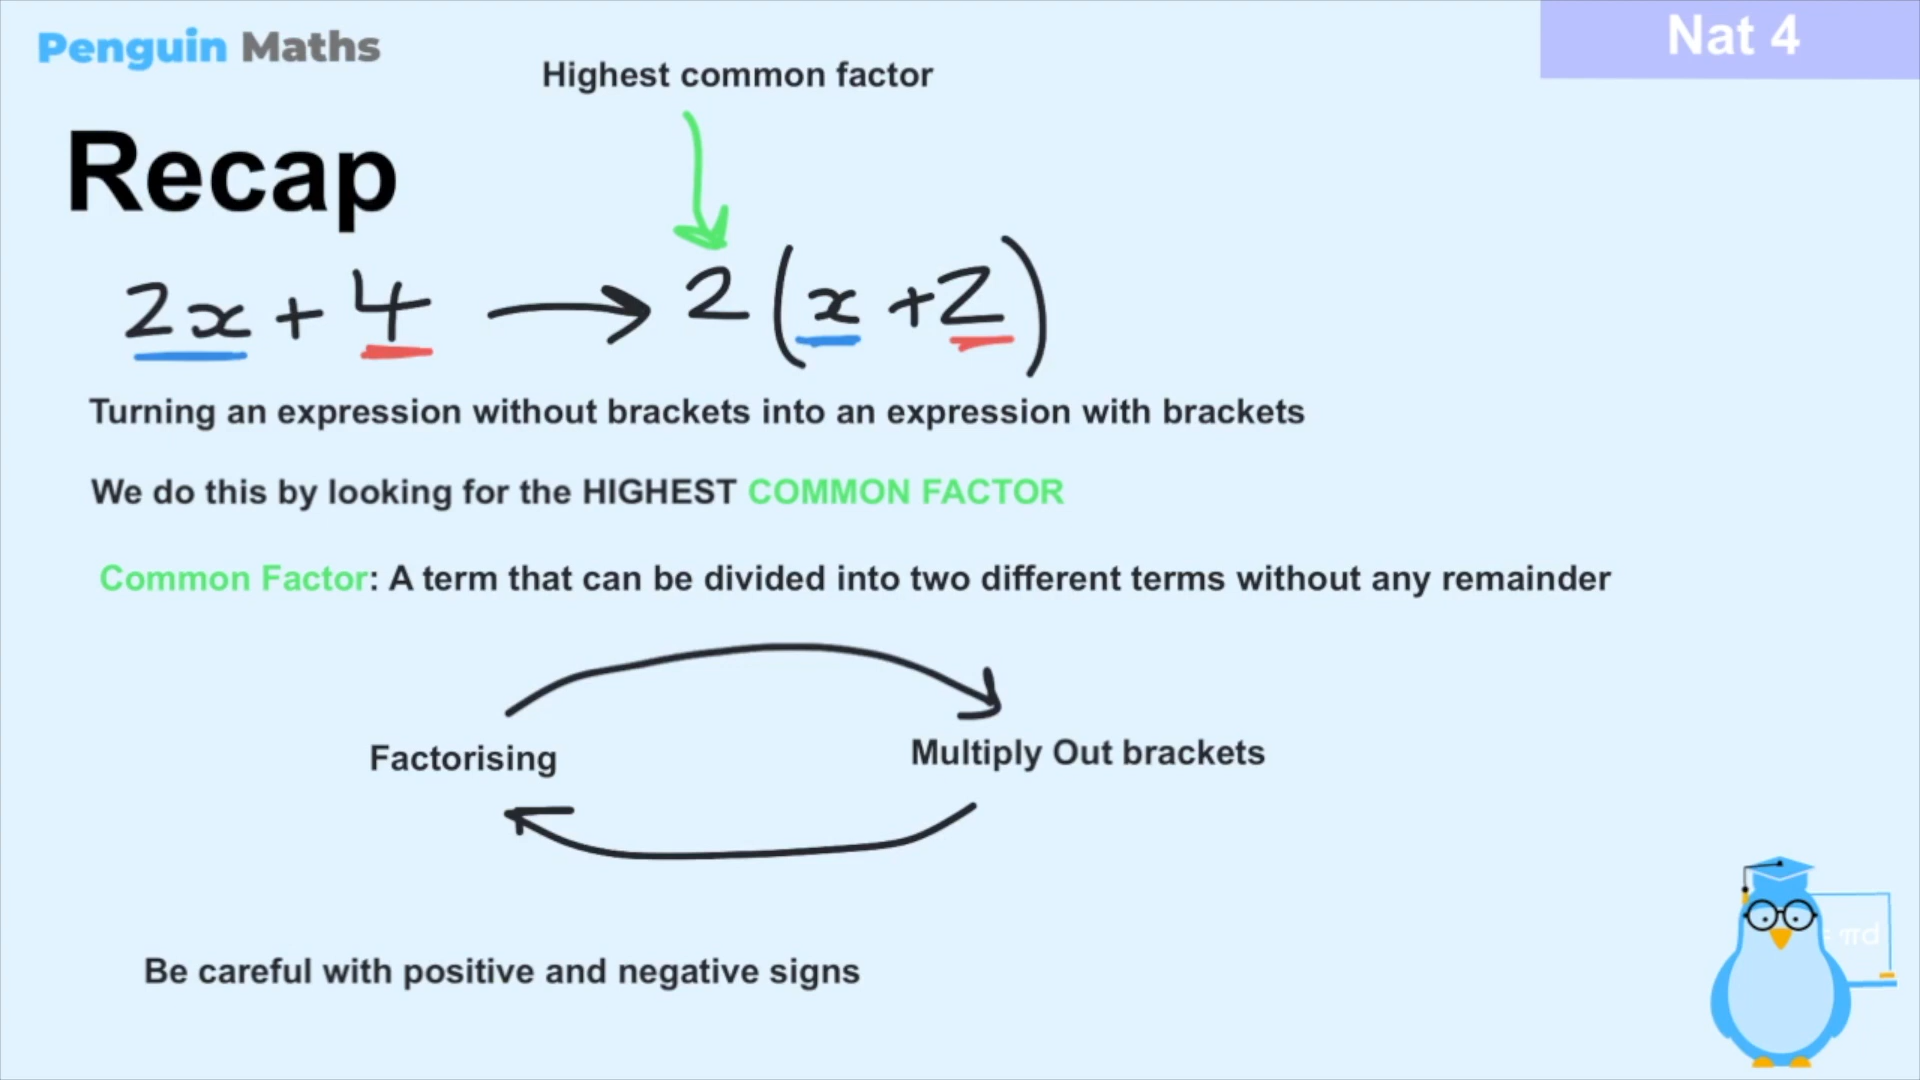 Penguin Maths
Nat 4
Highest common factor
Recap
2x + 4 → 2(x + 2)
Turning an expression without brackets into an expression with brackets
We do this by looking for the HIGHEST COMMON FACTOR
Common Factor: A term that can be divided into two different terms without any remainder
Factorising
Multiply Out brackets
= πd
Be careful with positive and negative signs